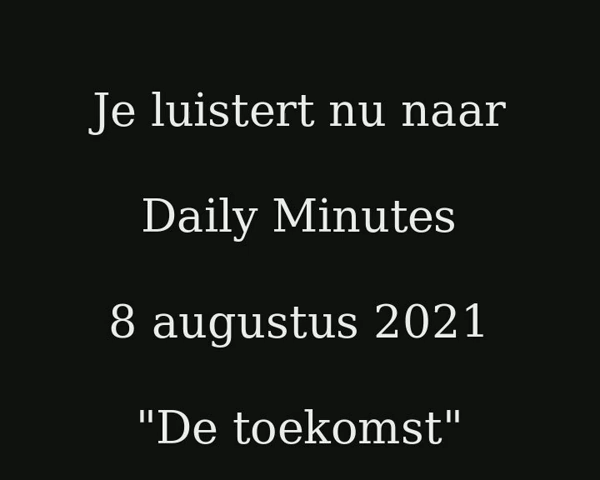 Je luistert nu naar
Daily Minutes
8 augustus 2021
"De toekomst"